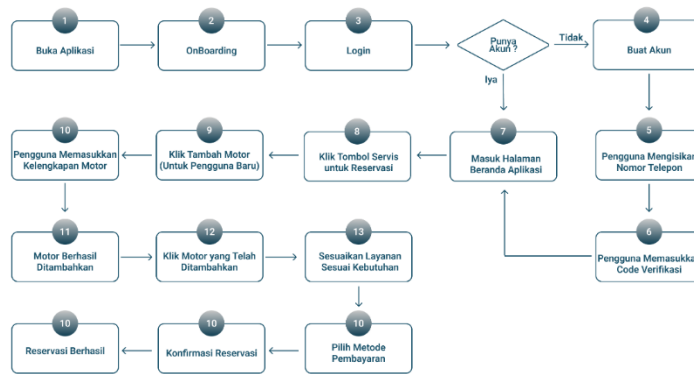 1
Buka Aplikasi
2
OnBoarding
3
Login
Punya
Akun ?
Tidak
Iya
4
Buat Akun
5
Pengguna Mengisikan
Nomor Telepon
6
Pengguna Memasukka
Code Verifikasi
7
Masuk Halaman
Beranda Aplikasi
8
Klik Tombol Servis
untuk Reservasi
9
Klik Tambah Motor
(Untuk Pengguna Baru)
10
Pengguna Memasukkan
Kelengkapan Motor
11
Motor Berhasil
Ditambahkan
12
Klik Motor yang Telah
Ditambahkan
13
Sesuaikan Layanan
Sesuai Kebutuhan
10
Pilih Metode
Pembayaran
10
Konfirmasi Reservasi
10
Reservasi Berhasil